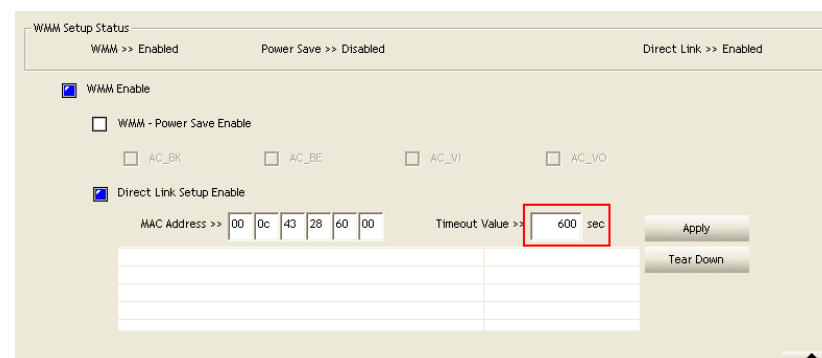 WMM Setup Status
WMM >> Enabled Power Save >> Disabled Direct Link >> Enabled
WMM Enable
WMM - Power Save Enable
AC_BK AC_BE AC_VI AC_VO
Direct Link Setup Enable
MAC Address >> 00 0c 43 28 60 00 Timeout Value >> 600 sec Apply
Tear Down